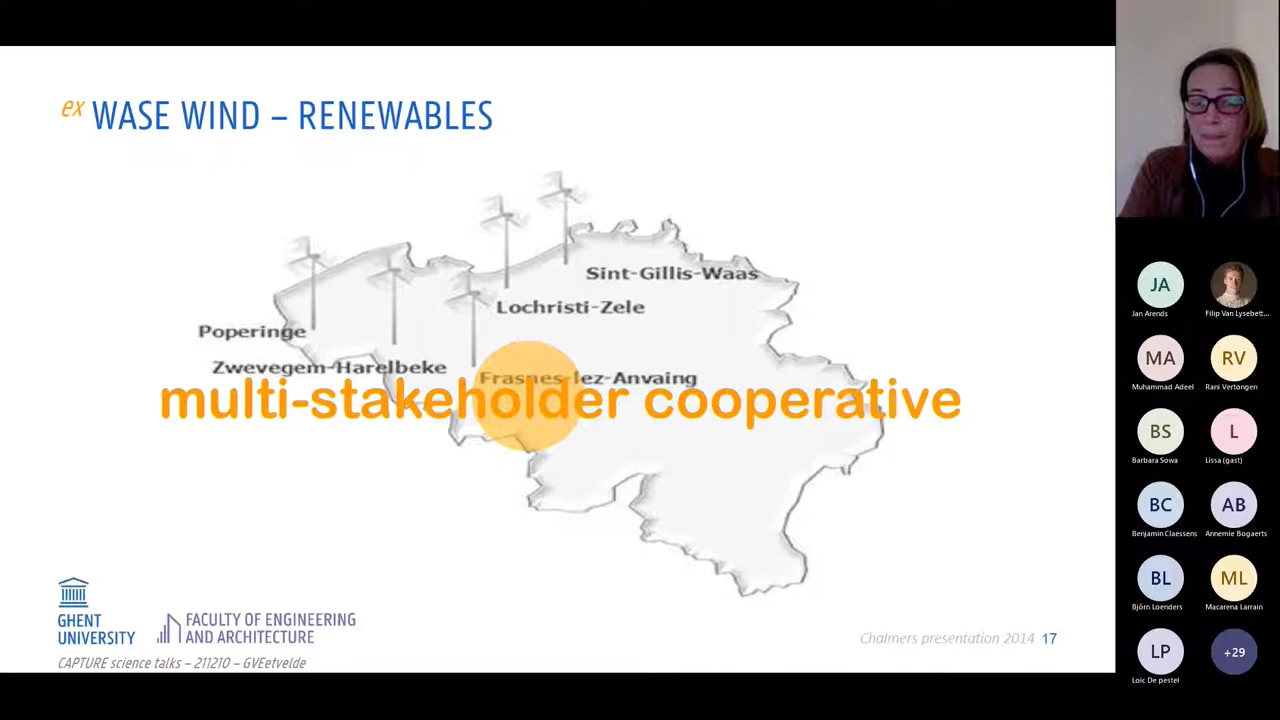 ex WASE WIND – RENEWABLES
Sint-Gillis-Waas
Lochristi-Zele
Poperinge
Zwevegem-Harelbeke
Frasnes-lez-Anvaing
multi-stakeholder cooperative
GHENT
UNIVERSITY
FACULTY OF ENGINEERING
AND ARCHITECTURE
CAPTURE science talks – 211210 – GVEetvelde
Chalmers presentation 2014 17
JA
Jan Arends
Filip Van Lysebett...
MA
RV
Muhammad Adeel
Rani Vertongen
BS
L
Barbara Sowa
Lissa (gast)
BC
AB
Benjamin Claessens
Annemie Bogaerts
BL
ML
Björn Loenders
Macarena Larrain
LP
+29
Loic De pestel